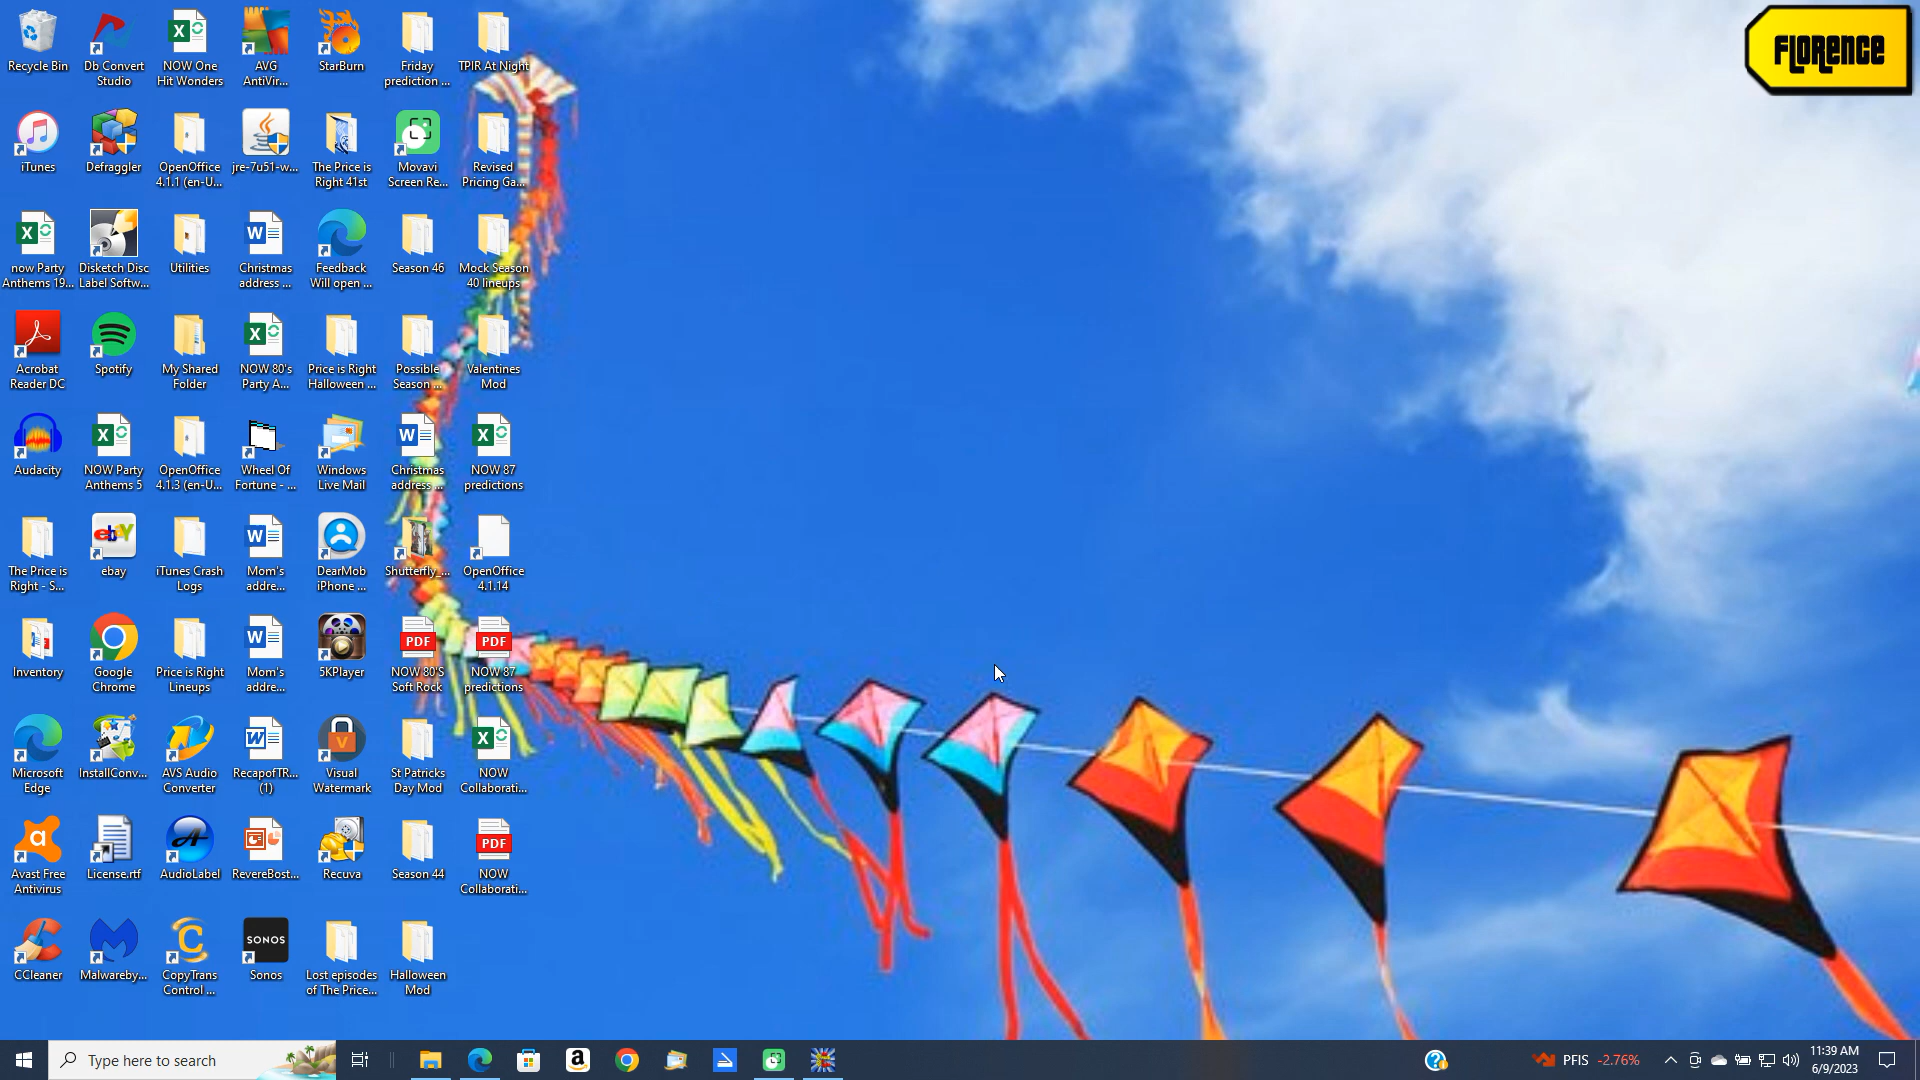 FLORENCE
Recycle Bin
Db Convert
Studio
NOW One
Hit Wonders
AVG
AntiVir...
StarBurn
Friday
prediction ...
TPIR At Night
iTunes
Defraggler
OpenOffice
4.1.1 (en-U...
jre-7u51-w...
The Price is
Right 41st
Movavi
Screen Re...
Revised
Pricing Ga...
now Party
Anthems 19...
Disketch Disc
Label Softw...
Utilities
Christmas
address ...
Feedback
Will open ...
Season 46
Mock Season
40 lineups
Acrobat
Reader DC
Spotify
My Shared
Folder
NOW 80's
Party A...
Price is Right
Halloween ...
Possible
Season ...
Valentines
Mod
Audacity
NOW Party
Anthems 5
OpenOffice
4.1.3 (en-U...
Wheel Of
Fortune - ...
Windows
Live Mail
Christmas
address ...
NOW 87
predictions
The Price is
Right - S...
ebay
ebay
iTunes Crash
Logs
Mom's
addre...
DearMob
iPhone ...
Shutterfly_...
OpenOffice
4.1.14
Inventory
Google
Chrome
Price is Right
Lineups
Mom's
addre...
5KPlayer
PDF
NOW 80'S
Soft Rock
PDF
NOW 87
predictions
Microsoft
Edge
InstallConv...
AVS Audio
Converter
RecapofTR...
(1)
Visual
Watermark
St Patricks
Day Mod
NOW
Collaborati...
Avast Free
Antivirus
License.rtf
AudioLabel
RevereBost...
Recuva
Season 44
PDF
NOW
Collaborati...
CCleaner
Malwareby...
CopyTrans
Control ...
SONOS
Sonos
Lost episodes
of The Price...
Halloween
Mod
Type here to search
PFIS -2.76%
11:39 AM
6/9/2023